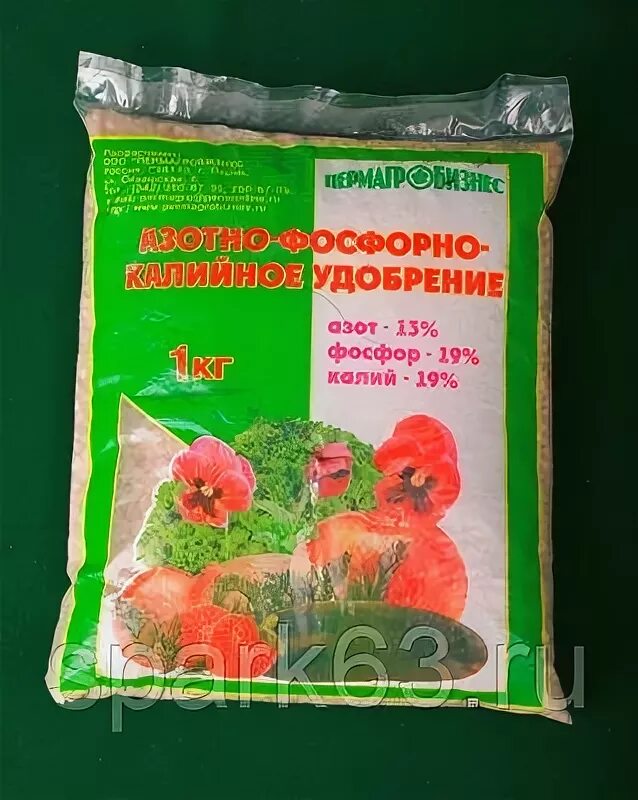 ПЕРМАГРОБИЗНЕС
АЗОТНО-ФОСФОРНО-
КАЛИЙНОЕ УДОБРЕНИЕ
азот - 13%
фосфор - 19%
калий - 19%
1кг
spark63.ru